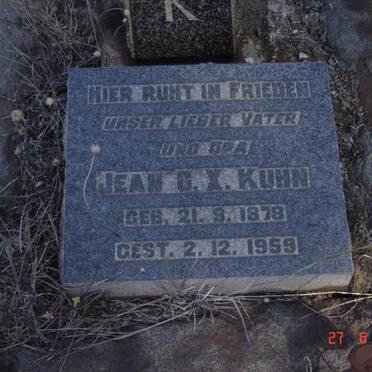 K
HIER RUHT IN FRIEDEN
UNSER LIEBER VATER
UND OPA
JEAN G. X. KUHN
GEB. 21. 9. 1878
GEST. 2. 12. 1959
27 6